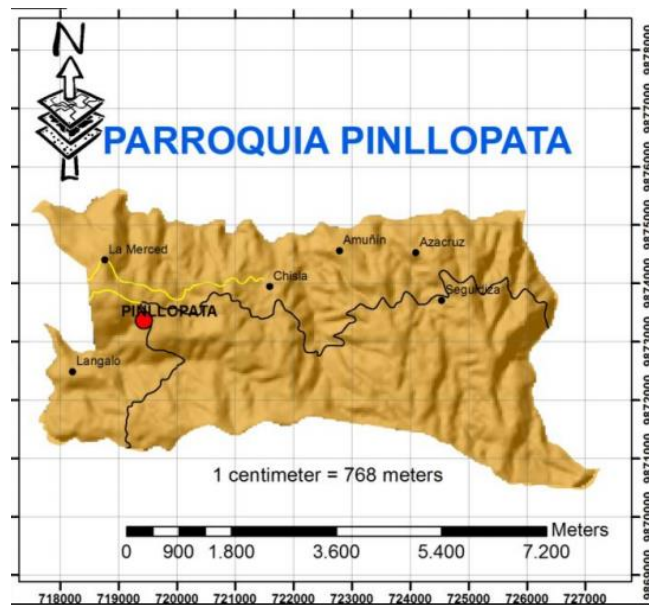 N
PARROQUIA PINLLOPATA
La Merced
Amuñin
Azacruz
Chisla
PINLLOPATA
Langalo
1 centimeter = 768 meters
Meters
0 900 1.800 3.600 5.400 7.200
718000 719000 720000 721000 722000 723000 724000 725000 726000 727000
9878000
9877000
9876000
9875000
9874000
9873000
9872000
9871000
9870000
9869000